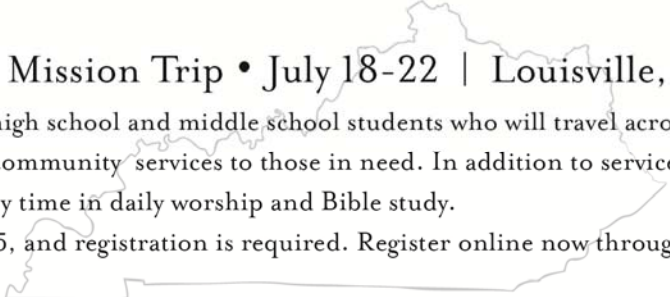 Mission Trip • July 18-22 | Louisville,
high school and middle school students who will travel acro
ommunity services to those in need. In addition to service
y time in daily worship and Bible study.
5, and registration is required. Register online now throug